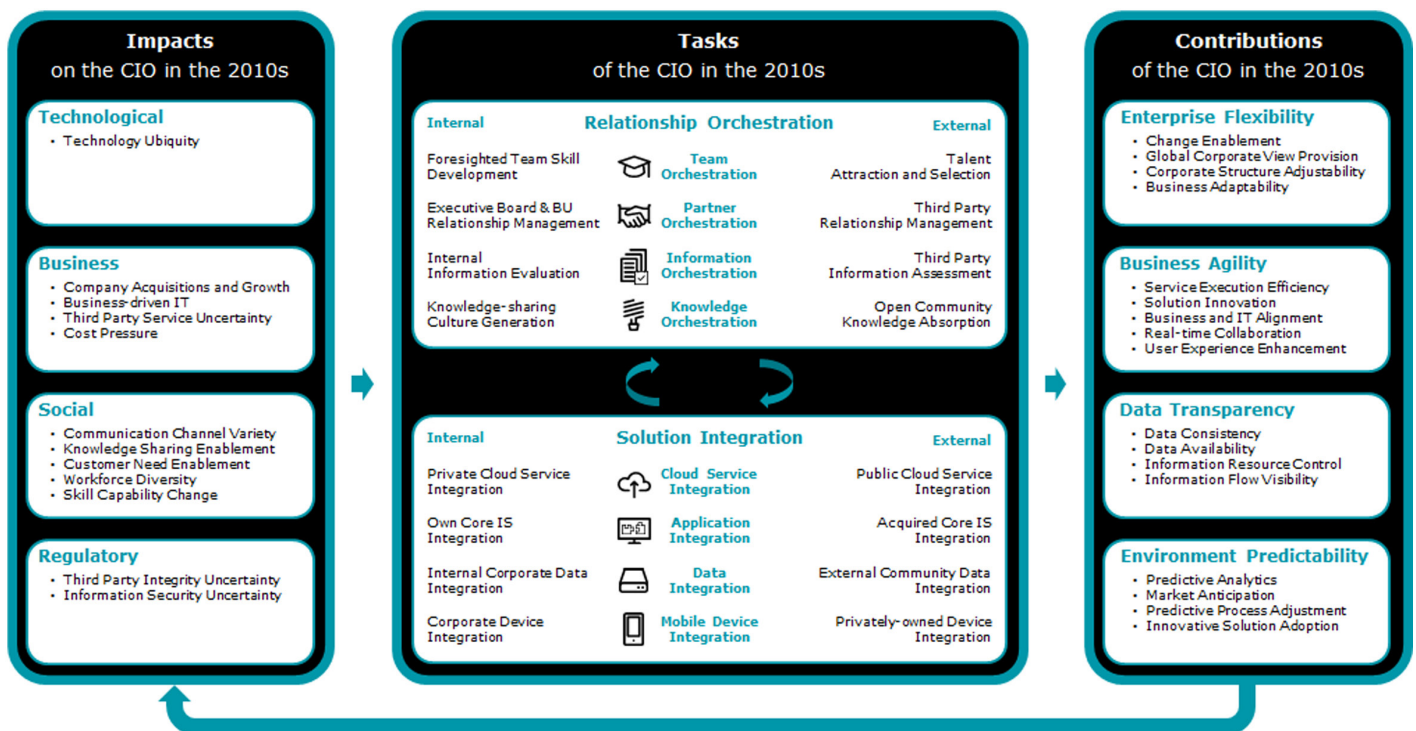 Impacts
on the CIO in the 2010s
Technological
• Technology Ubiquity
Business
• Company Acquisitions and Growth
• Business-driven IT
• Third Party Service Uncertainty
• Cost Pressure
Social
• Communication Channel Variety
• Knowledge Sharing Enablement
• Customer Need Enablement
• Workforce Diversity
• Skill Capability Change
Regulatory
• Third Party Integrity Uncertainty
• Information Security Uncertainty
Tasks
of the CIO in the 2010s
Internal
Relationship Orchestration
External
Foresighted Team Skill
Development
Team
Orchestration
Talent
Attraction and Selection
Executive Board & BU
Relationship Management
Partner
Orchestration
Third Party
Relationship Management
Internal
Information Evaluation
Information
Orchestration
Third Party
Information Assessment
Knowledge-sharing
Culture Generation
Knowledge
Orchestration
Open Community
Knowledge Absorption
Internal
Solution Integration
External
Private Cloud Service
Integration
Cloud Service
Integration
Public Cloud Service
Integration
Own Core IS
Integration
Application
Integration
Acquired Core IS
Integration
Internal Corporate Data
Integration
Data
Integration
External Community Data
Integration
Corporate Device
Integration
Mobile Device
Integration
Privately-owned Device
Integration
Contributions
of the CIO in the 2010s
Enterprise Flexibility
• Change Enablement
• Global Corporate View Provision
• Corporate Structure Adjustability
• Business Adaptability
Business Agility
• Service Execution Efficiency
• Solution Innovation
• Business and IT Alignment
• Real-time Collaboration
• User Experience Enhancement
Data Transparency
• Data Consistency
• Data Availability
• Information Resource Control
• Information Flow Visibility
Environment Predictability
• Predictive Analytics
• Market Anticipation
• Predictive Process Adjustment
• Innovative Solution Adoption